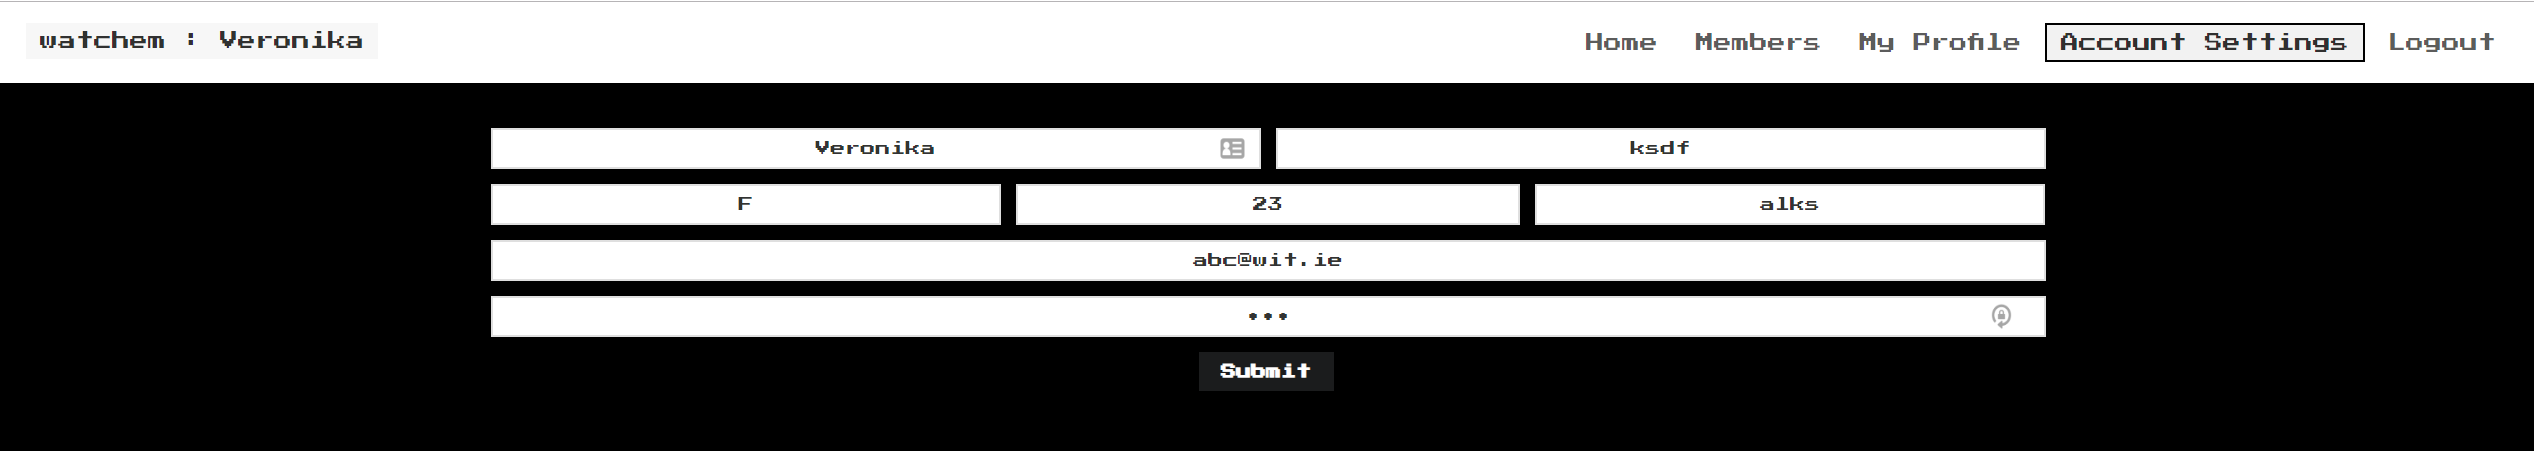 watchem : Veronika Home Members My Profile Account Settings Logout
Veronika ksdf
F 23 alks
abc@wit.ie
•••
Submit